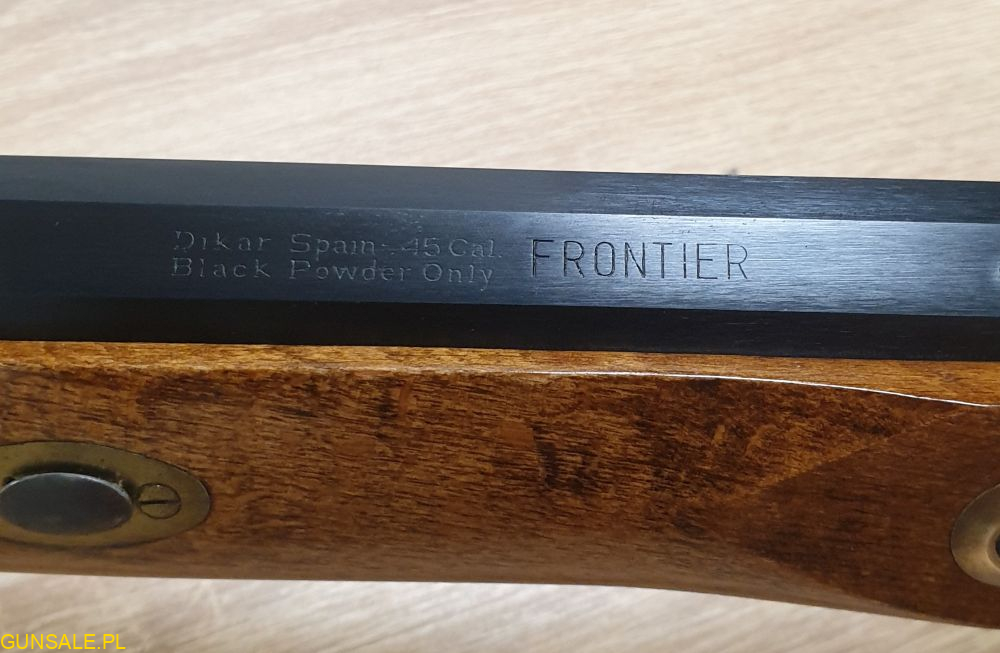 Dikar Spain-.45 Cal.
Black Powder Only
FRONTIER
GUNSALE.PL